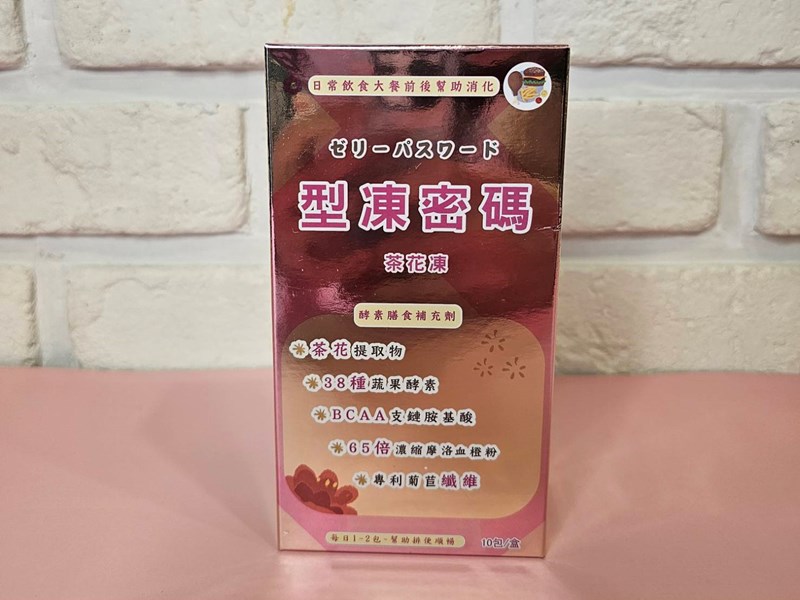 日常飲食大餐前後幫助消化
ゼリーパスワード
型凍密碼
茶花凍
酵素膳食補充劑
茶花提取物
38種蔬果酵素
BCAA支鏈胺基酸
65倍濃縮摩洛血橙粉
專利菊苣纖維
每日1-2包·幫助排便順暢
10包/盒